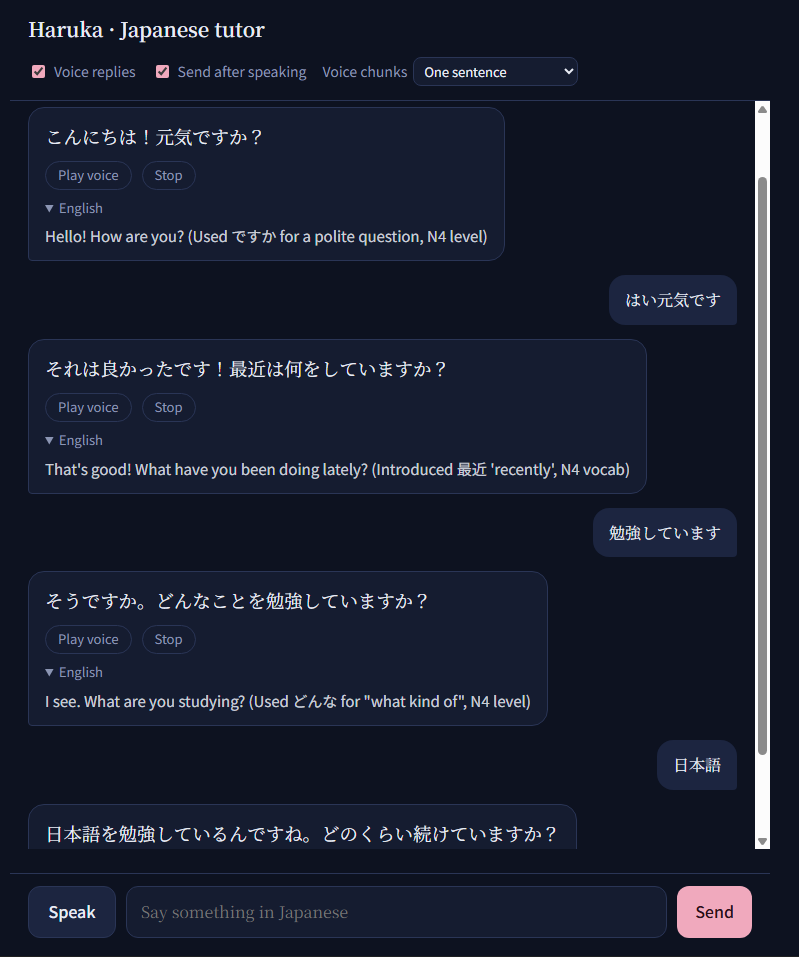 Haruka · Japanese tutor
Voice replies Send after speaking Voice chunks One sentence
こんにちは！元気ですか？
Play voice Stop
▼ English
Hello! How are you? (Used ですか for a polite question, N4 level)
はい元気です
それは良かったです！最近は何をしていますか？
Play voice Stop
▼ English
That's good! What have you been doing lately? (Introduced 最近 'recently', N4 vocab)
勉強しています
そうですか。どんなことを勉強していますか？
Play voice Stop
▼ English
I see. What are you studying? (Used どんな for "what kind of", N4 level)
日本語
日本語を勉強しているんですね。どのくらい続けていますか？
Speak Say something in Japanese Send